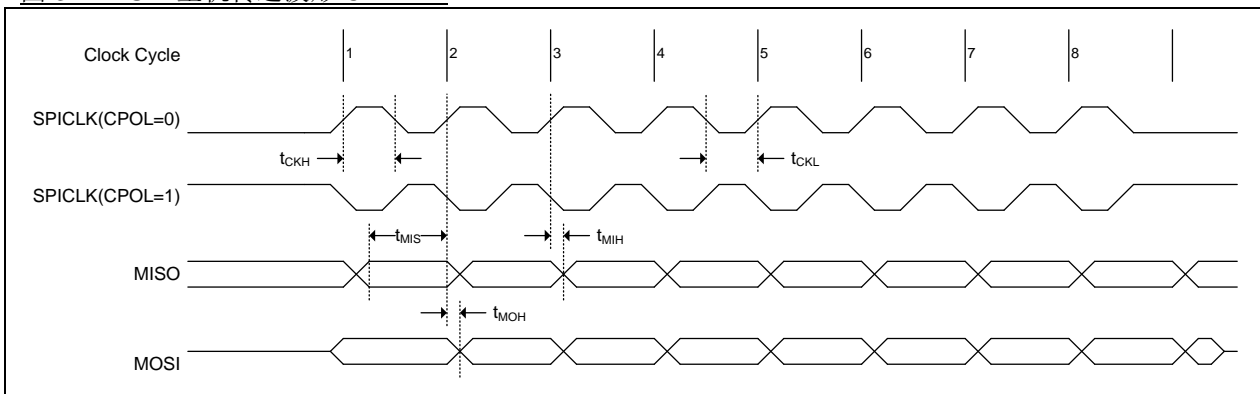 Clock Cycle
1 2 3 4 5 6 7 8
SPICLK(CPOL=0)
tCKH tCKL
SPICLK(CPOL=1)
tMIS tMIH
MISO
tMOH
MOSI